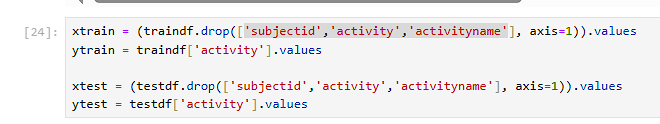 [24]: xtrain = (traindf.drop(['subjectid','activity','activityname'], axis=1)).values
ytrain = traindf['activity'].values
xtest = (testdf.drop(['subjectid','activity','activityname'], axis=1)).values
ytest = testdf['activity'].values